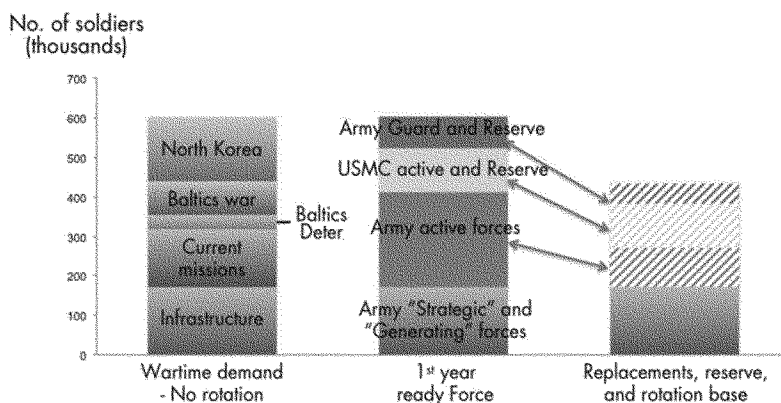 No. of soldiers
(thousands)
700
600
500
400
300
200
100
0
North Korea
Baltics war
Baltics
Deter
Current
missions
Infrastructure
Army Guard and Reserve
USMC active and Reserve
Army active forces
Army "Strategic" and
"Generating" forces
Wartime demand
- No rotation
1st year
ready Force
Replacements, reserve,
and rotation base